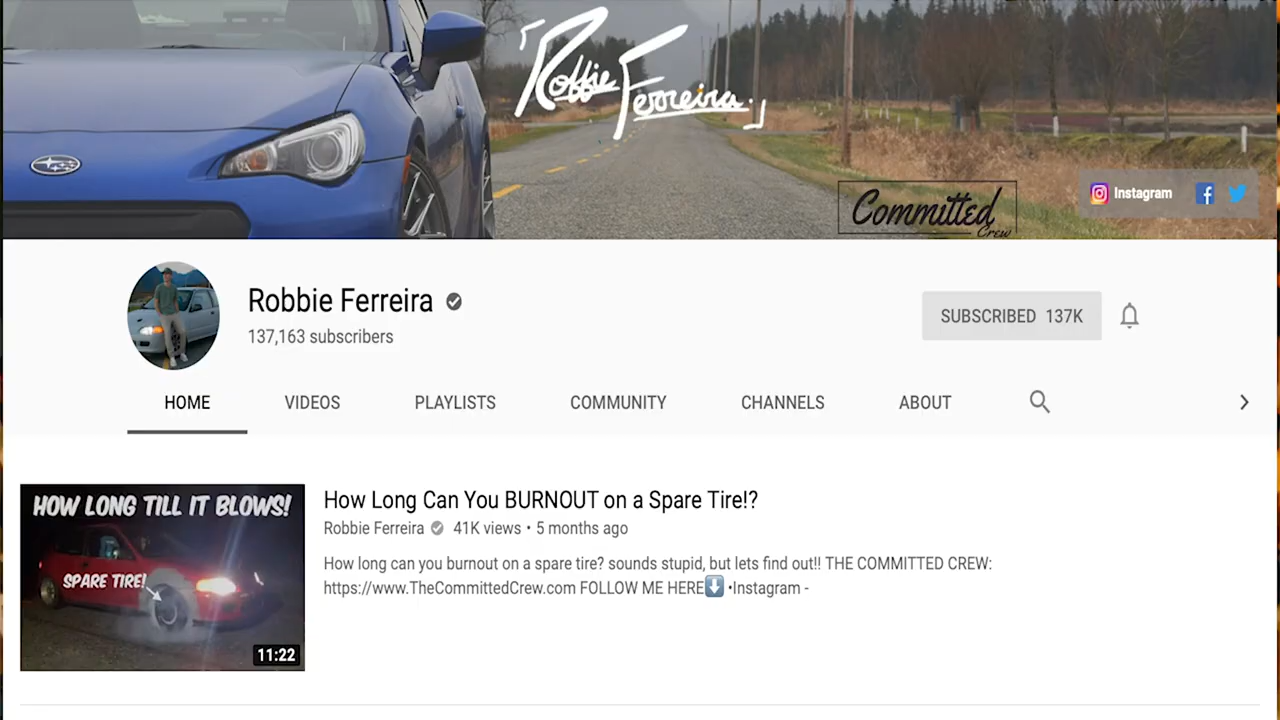 Robbie Ferreira
Committed
Crew
Instagram
Robbie Ferreira
137,163 subscribers
SUBSCRIBED 137K
HOME VIDEOS PLAYLISTS COMMUNITY CHANNELS ABOUT
HOW LONG TILL IT BLOWS!
SPARE TIRE!
11:22
How Long Can You BURNOUT on a Spare Tire!?
Robbie Ferreira 41K views • 5 months ago
How long can you burnout on a spare tire? sounds stupid, but lets find out!! THE COMMITTED CREW:
https://www.TheCommittedCrew.com FOLLOW ME HERE⬇️ •Instagram -